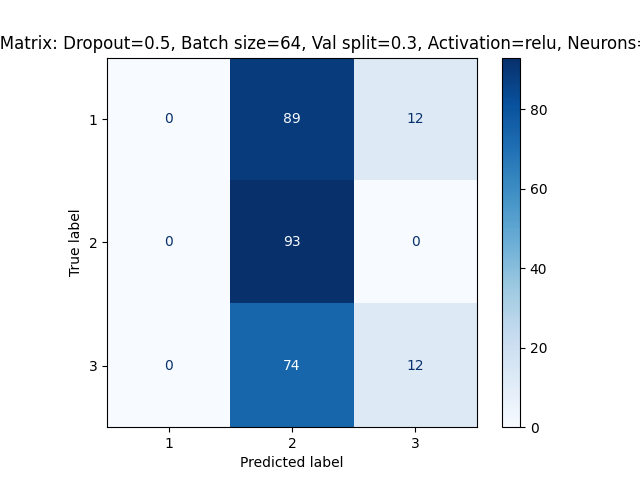 Matrix: Dropout=0.5, Batch size=64, Val split=0.3, Activation=relu, Neurons=
1 0 89 12
2 0 93 0
3 0 74 12
1 2 3
Predicted label
True label
80
60
40
20
0